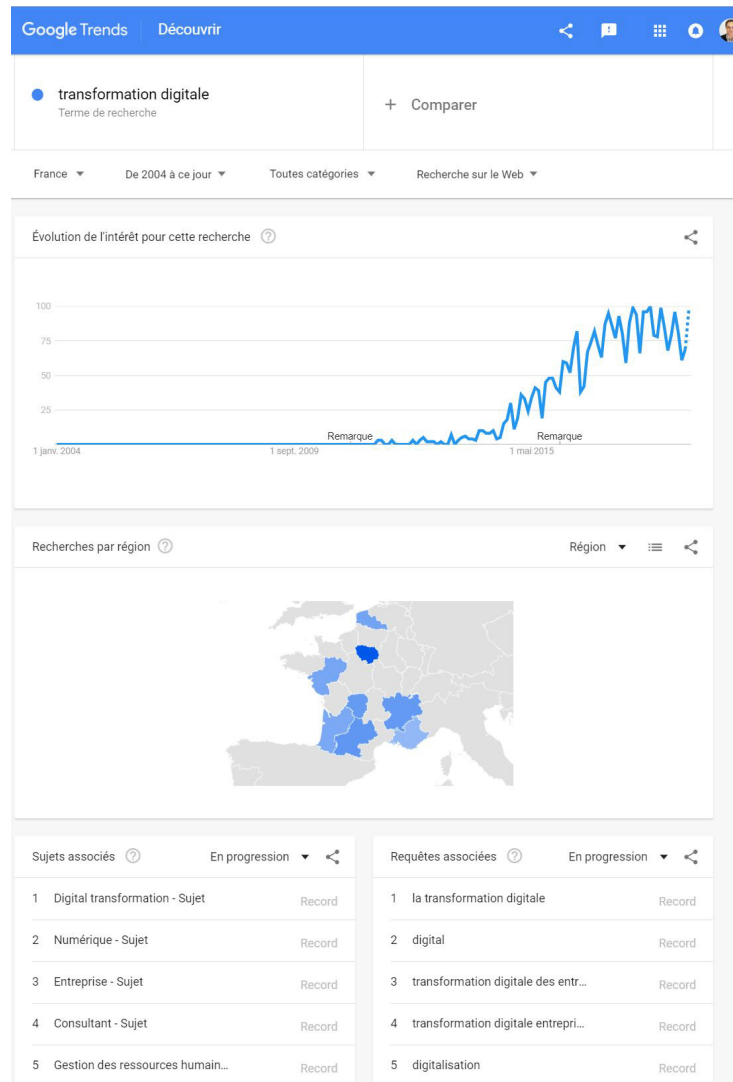 Google Trends Découvrir
transformation digitale
Terme de recherche
+ Comparer
France De 2004 à ce jour Toutes catégories Recherche sur le Web
Évolution de l'intérêt pour cette recherche ?
100
75
50
25
Remarque Remarque
1 janv. 2004 1 sept. 2009 1 mai 2015
Recherches par région ? Région
Sujets associés ? En progression
1 Digital transformation - Sujet Record
2 Numérique - Sujet Record
3 Entreprise - Sujet Record
4 Consultant - Sujet Record
5 Gestion des ressources humain... Record
Requêtes associées ? En progression
1 la transformation digitale Record
2 digital Record
3 transformation digitale des entr... Record
4 transformation digitale entrepri... Record
5 digitalisation Record